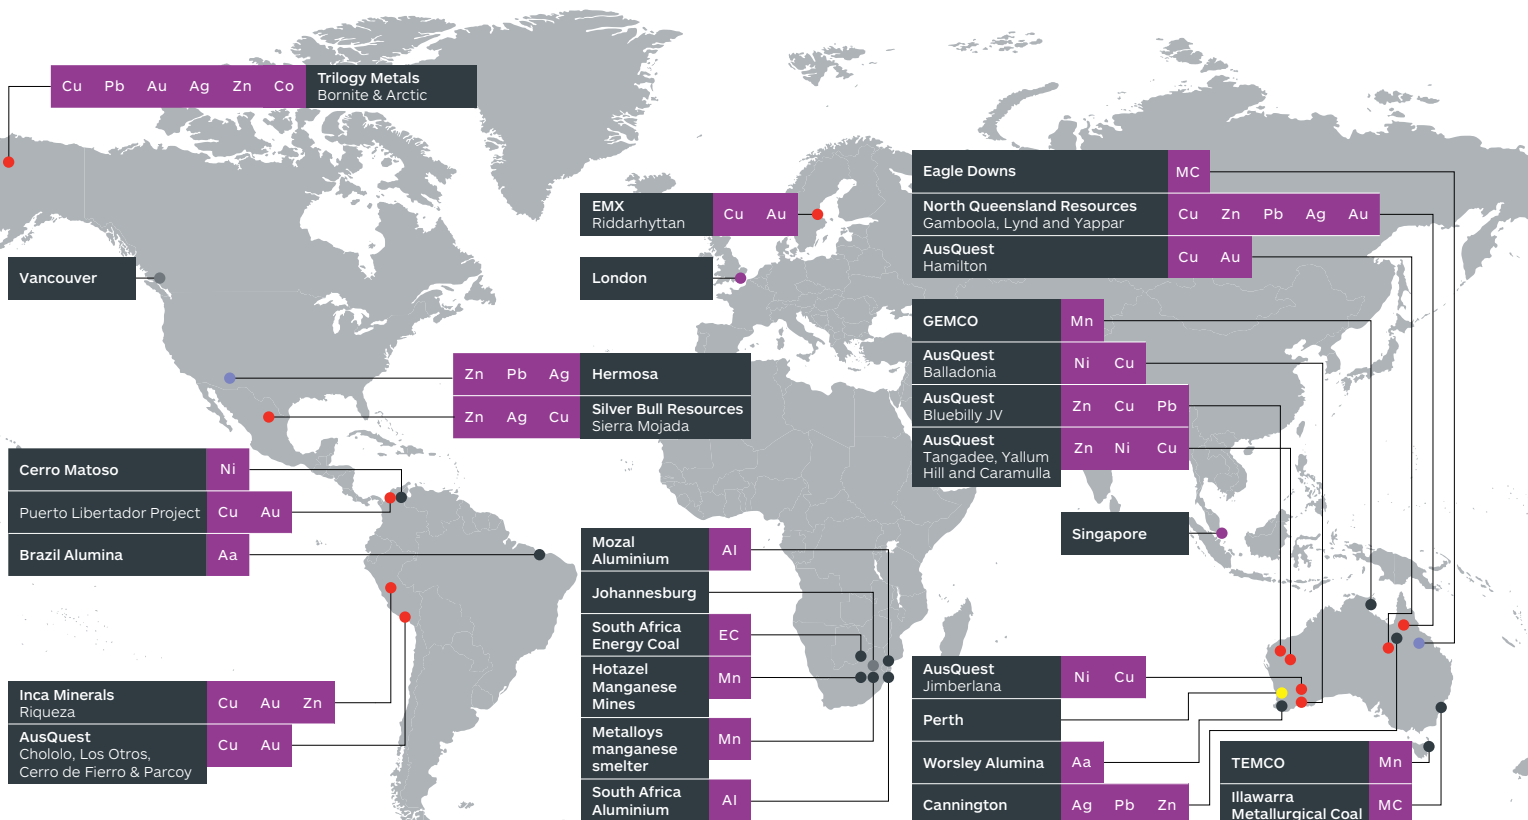 Cu Pb Au Ag Zn Co
Trilogy Metals
Bornite & Arctic
Vancouver
EMX
Riddarhyttan
Cu Au
London
Zn Pb Ag
Hermosa
Zn Ag Cu
Silver Bull Resources
Sierra Mojada
Cerro Matoso
Ni
Puerto Libertador Project
Cu Au
Brazil Alumina
Aa
Inca Minerals
Riqueza
Cu Au Zn
AusQuest
Chololo, Los Otros,
Cerro de Fierro & Parcoy
Cu Au
Mozal
Aluminium
Al
Johannesburg
South Africa
Energy Coal
EC
Hotazel
Manganese
Mines
Mn
Metalloys
manganese
smelter
Mn
South Africa
Aluminium
Al
Eagle Downs
MC
North Queensland Resources
Gamboola, Lynd and Yappar
Cu Zn Pb Ag Au
AusQuest
Hamilton
Cu Au
GEMCO
Mn
AusQuest
Balladonia
Ni Cu
AusQuest
Bluebilly JV
Zn Cu Pb
AusQuest
Tangadee, Yallum
Hill and Caramulla
Zn Ni Cu
Singapore
AusQuest
Jimberlana
Ni Cu
Perth
Worsley Alumina
Aa
Cannington
Ag Pb Zn
TEMCO
Mn
Illawarra
Metallurgical Coal
MC